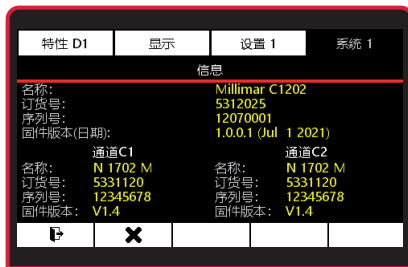 特性 D1 显示 设置 1 系统 1
信息
名称: Millimar C1202
订货号: 5312025
序列号: 12070001
固件版本(日期): 1.0.0.1 (Jul 1 2021)
通道C1 通道C2
名称: N 1702 M 名称: N 1702 M
订货号: 5331120 订货号: 5331120
序列号: 12345678 序列号: 12345678
固件版本: V1.4 固件版本: V1.4